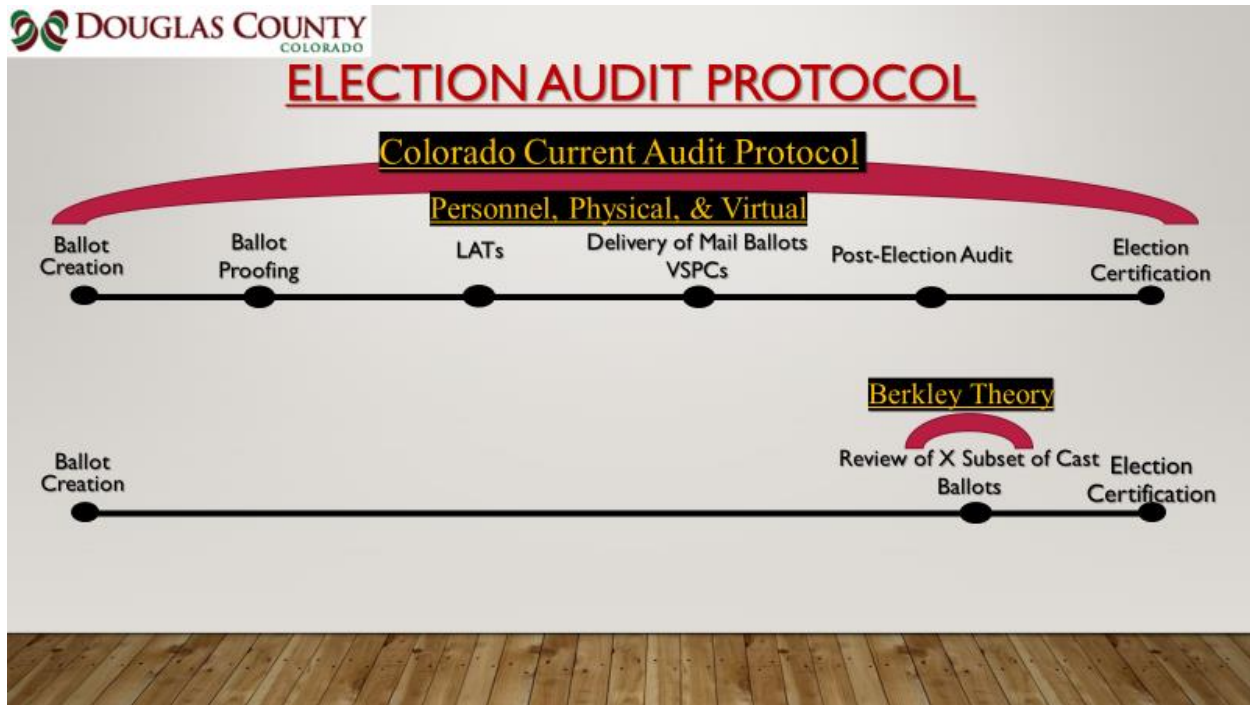 DOUGLAS COUNTY
COLORADO
ELECTION AUDIT PROTOCOL
Colorado Current Audit Protocol
Personnel, Physical, & Virtual
Ballot
Creation
Ballot
Proofing
LATs
Delivery of Mail Ballots
VSPCs
Post-Election Audit
Election
Certification
Berkley Theory
Ballot
Creation
Review of X Subset of Cast
Ballots
Election
Certification